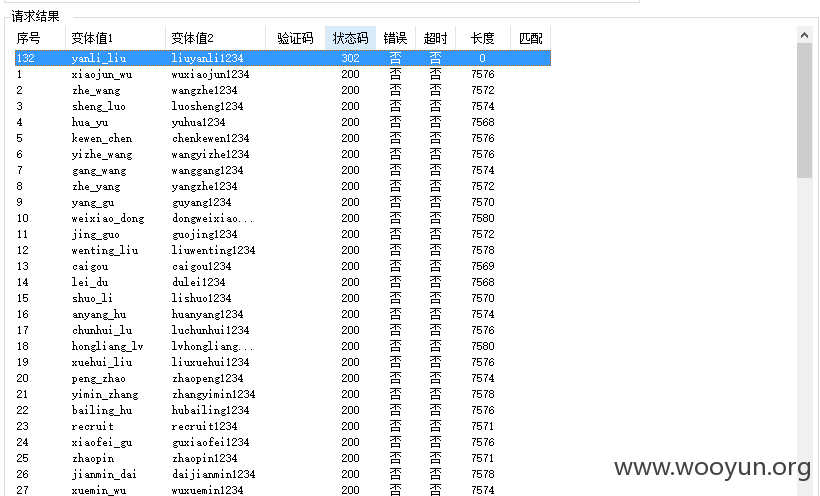 请求结果
序号 变体值1 变体值2 验证码 状态码 错误 超时 长度 匹配
132 yanli_liu liuyanli1234 302 否 否 0
1 xiaojun_wu wuxiaojun1234 200 否 否 7576
2 zhe_wang wangzhe1234 200 否 否 7572
3 sheng_luo luosheng1234 200 否 否 7574
4 hua_yu yuhua1234 200 否 否 7568
5 kewen_chen chenkewen1234 200 否 否 7576
6 yizhe_wang wangyizhe1234 200 否 否 7576
7 gang_wang wanggang1234 200 否 否 7574
8 zhe_yang yangzhe1234 200 否 否 7572
9 yang_gu guyang1234 200 否 否 7570
10 weixiao_dong dongweixiao... 200 否 否 7580
11 jing_guo guojing1234 200 否 否 7572
12 wenting_liu liuwenting1234 200 否 否 7578
13 caigou caigou1234 200 否 否 7569
14 lei_du dulei1234 200 否 否 7568
15 shuo_li lishuo1234 200 否 否 7570
16 anyang_hu huanyang1234 200 否 否 7574
17 chunhui_lu luchunhui1234 200 否 否 7576
18 hongliang_lv lvhongliang... 200 否 否 7580
19 xuehui_liu liuxuehui1234 200 否 否 7576
20 peng_zhao zhaopeng1234 200 否 否 7574
21 yimin_zhang zhangyimin1234 200 否 否 7578
22 bailing_hu hubailing1234 200 否 否 7576
23 recruit recruit1234 200 否 否 7571
24 xiaofei_gu guxiaofei1234 200 否 否 7576
25 zhaopin zhaopin1234 200 否 否 7571
26 jianmin_dai daijianmin1234 200 否 否 7578
27 xuemin_wu wuxuemin1234 200 否 否 7574
www.wooyun.org